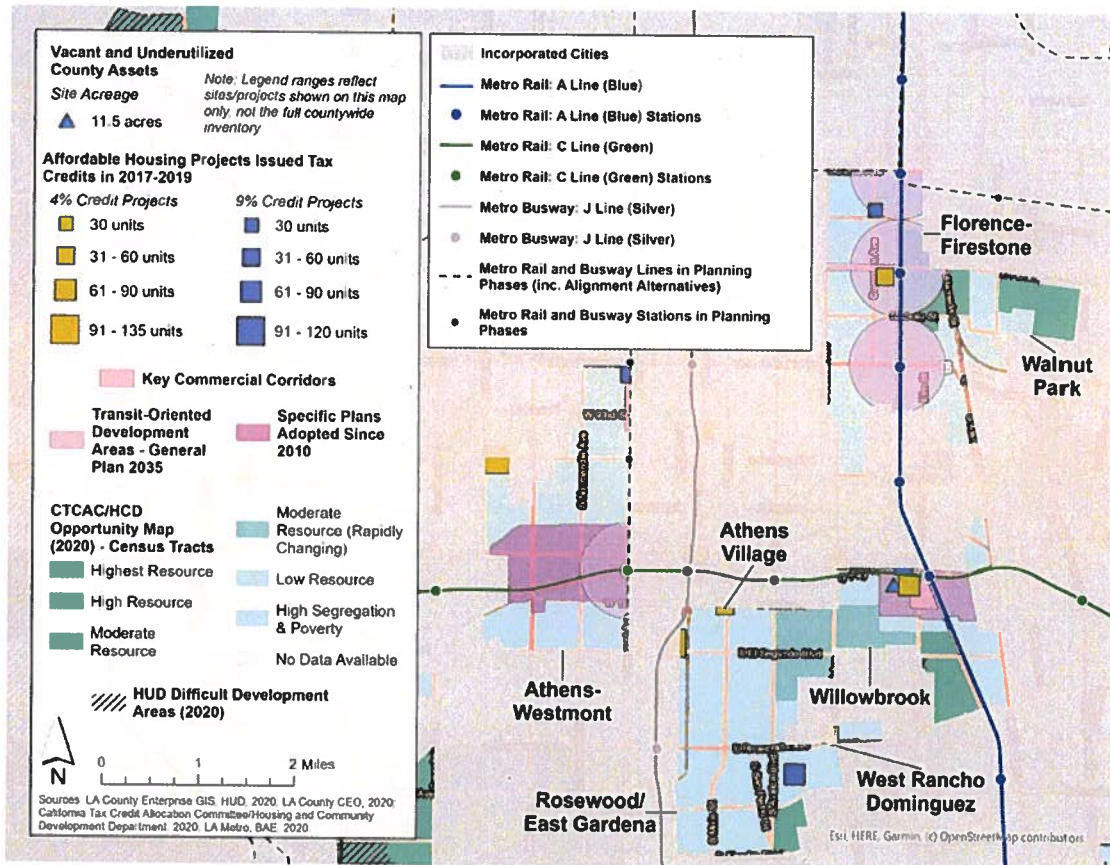 Vacant and Underutilized
County Assets
Site Acreage
11.5 acres
Note: Legend ranges reflect
sites/projects shown on this map
only, not the full countywide
inventory
Affordable Housing Projects Issued Tax
Credits in 2017-2019
4% Credit Projects
30 units
31 - 60 units
61 - 90 units
91 - 135 units
9% Credit Projects
30 units
31 - 60 units
61 - 90 units
91 - 120 units
Key Commercial Corridors
Transit-Oriented
Development
Areas - General
Plan 2035
Specific Plans
Adopted Since
2010
CTCAC/HCD
Opportunity Map
(2020) - Census Tracts
Highest Resource
High Resource
Moderate
Resource
Moderate
Resource (Rapidly
Changing)
Low Resource
High Segregation
& Poverty
No Data Available
HUD Difficult Development
Areas (2020)
N
0 1 2 Miles
Sources: LA County Enterprise GIS, HUD, 2020, LA County CEO, 2020;
California Tax Credit Allocation Committee/Housing and Community
Development Department, 2020, LA Metro, BAE, 2020
Incorporated Cities
Metro Rail: A Line (Blue)
Metro Rail: A Line (Blue) Stations
Metro Rail: C Line (Green)
Metro Rail: C Line (Green) Stations
Metro Busway: J Line (Silver)
Metro Busway: J Line (Silver)
Metro Rail and Busway Lines in Planning
Phases (inc. Alignment Alternatives)
Metro Rail and Busway Stations in Planning
Phases
Florence-
Firestone
Walnut
Park
Athens
Village
Athens-
Westmont
Willowbrook
West Rancho
Dominguez
Rosewood/
East Gardena
Esri, HERE, Garmin, (c) OpenStreetMap contributors